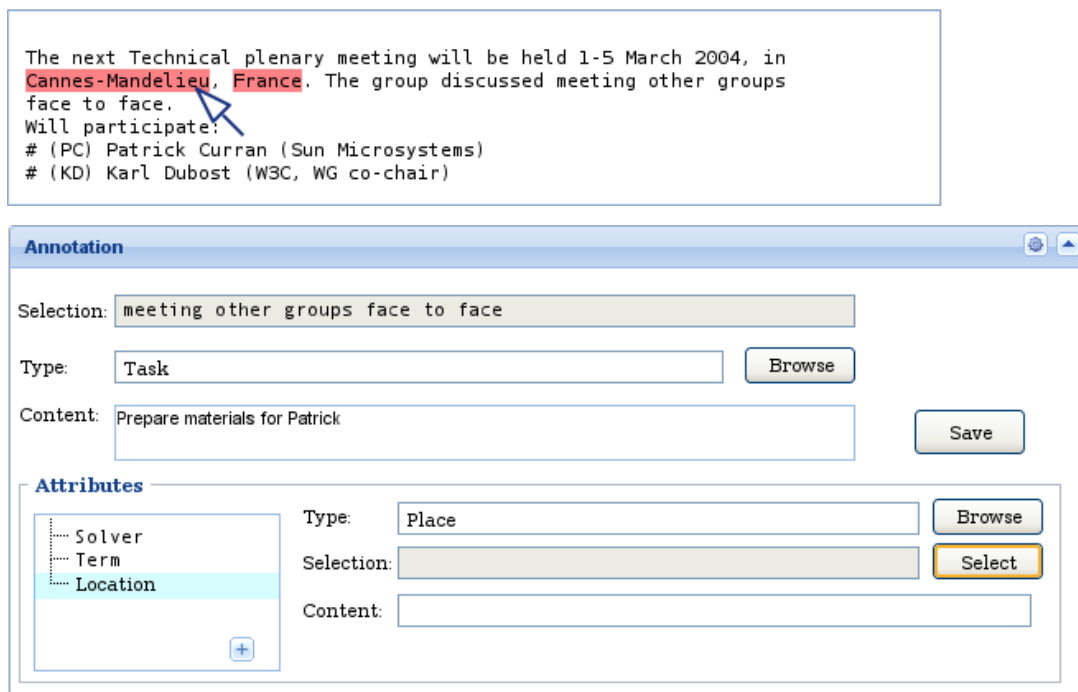 The next Technical plenary meeting will be held 1-5 March 2004, in
Cannes-Mandelieu, France. The group discussed meeting other groups
face to face.
Will participate:
# (PC) Patrick Curran (Sun Microsystems)
# (KD) Karl Dubost (W3C, WG co-chair)
Annotation
Selection: meeting other groups face to face
Type: Task Browse
Content: Prepare materials for Patrick
Save
Attributes
Solver
Term
Location
Type: Place Browse
Selection: Select
Content: